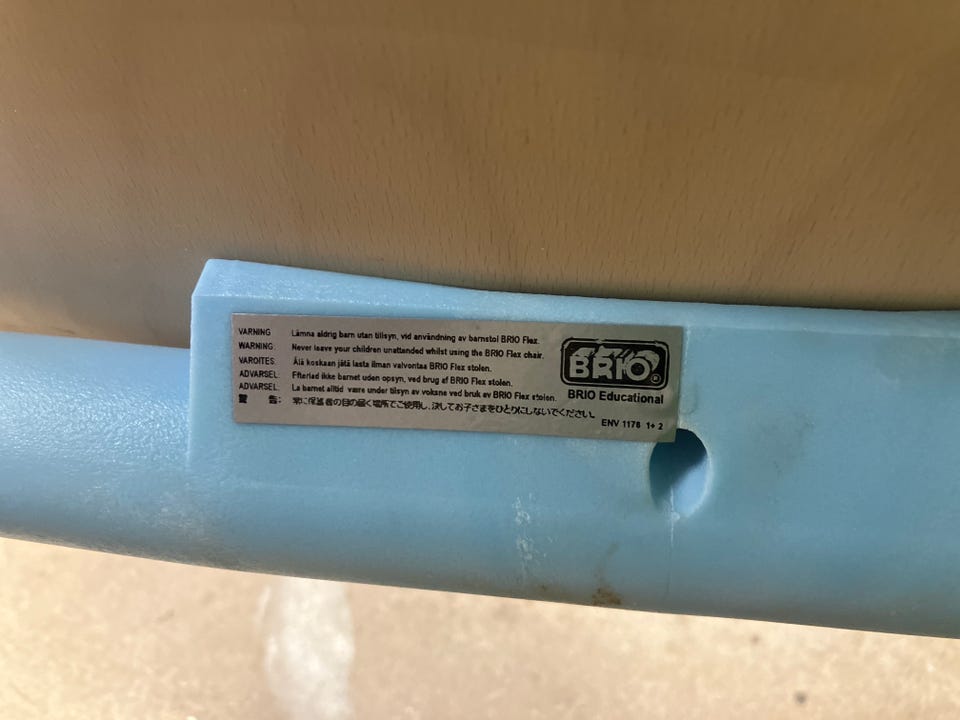 VARNING Lämna aldrig barn utan tillsyn, vid användning av barnstol BRIO Flex.
WARNING: Never leave your children unattended whilst using the BRIO Flex chair.
VAROITES: Älä koskaan jätä lasta ilman valvontaa BRIO Flex stolen.
ADVARSEL: Efterlad ikke barnet uden opsyn, ved brug af BRIO Flex stolen.
ADVARSEL: La barnet alltid være under tilsyn av voksne ved bruk av BRIO Flex stolen.
警 告: 常に保護者の目の届く場所でご使用し、決してお子さまをひとりにしないでください。
BRIO®
BRIO Educational
ENV 1176 1+2